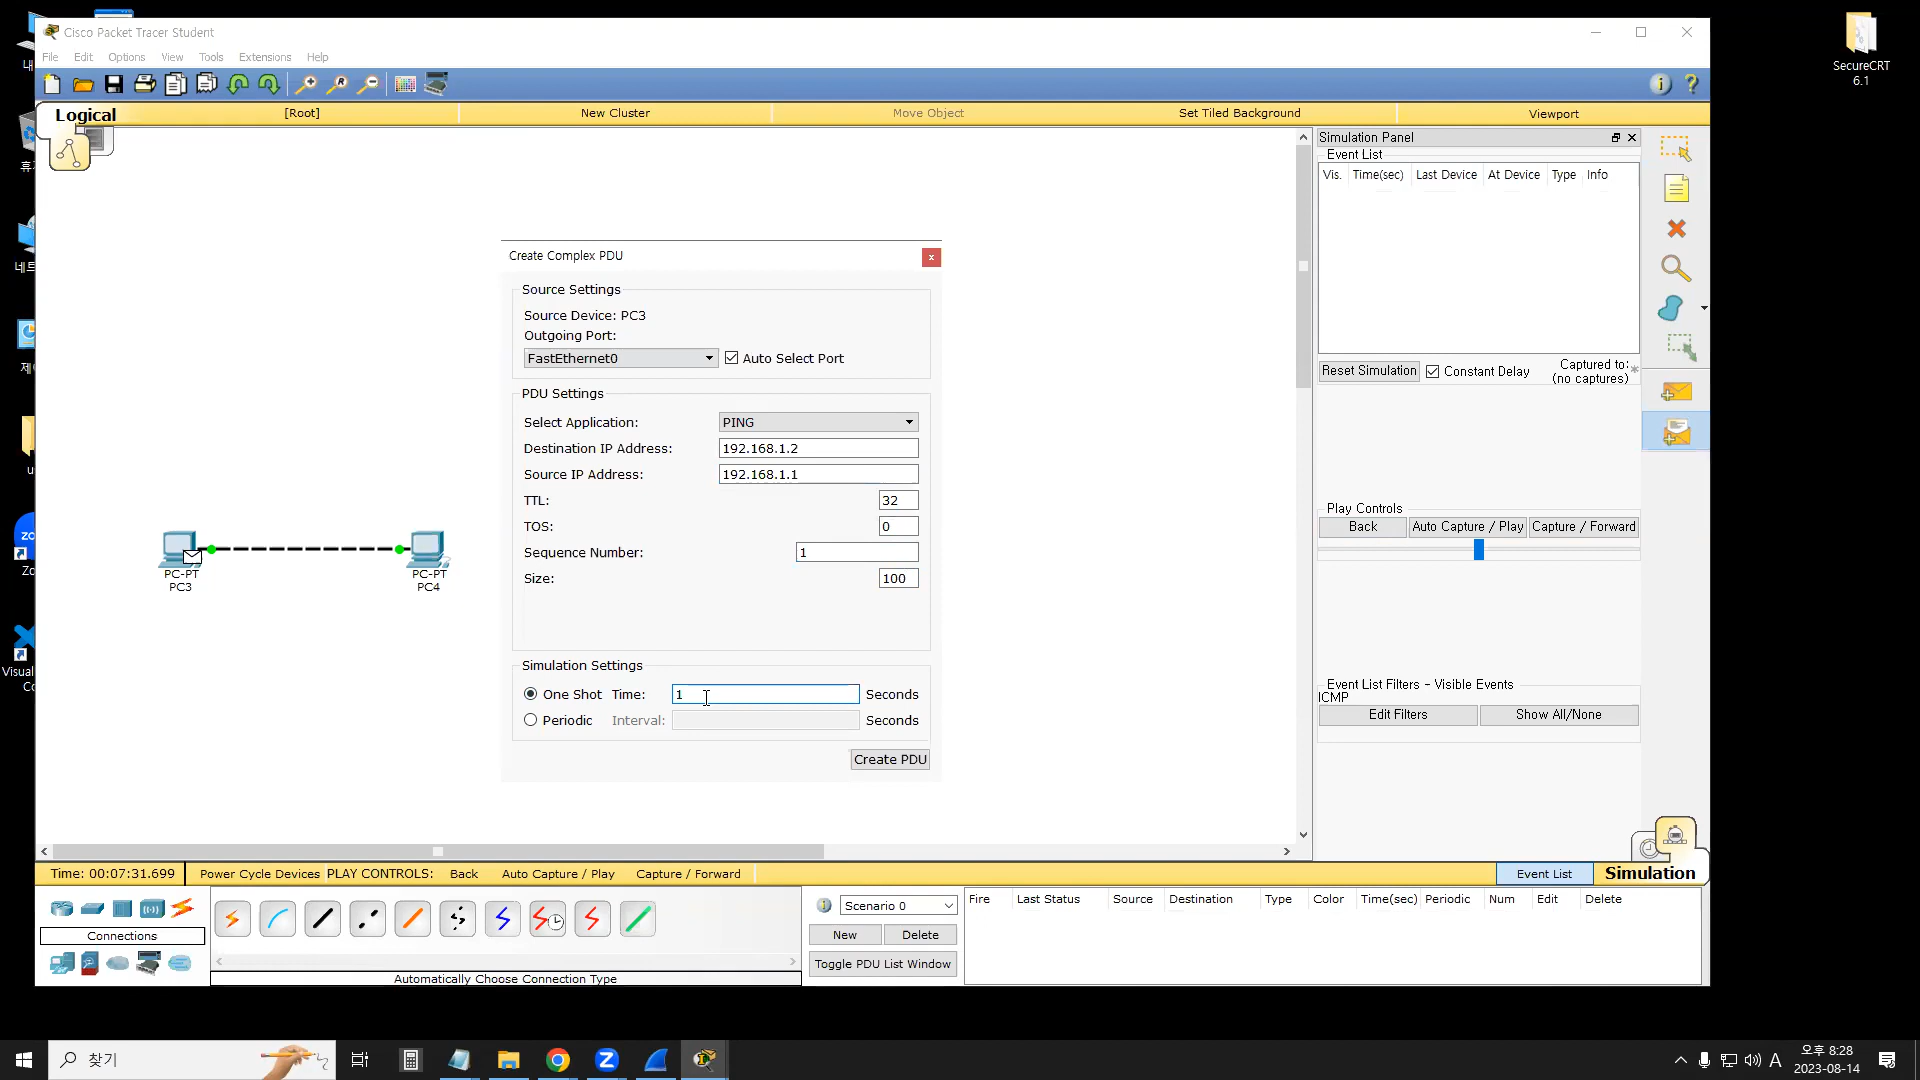 Cisco Packet Tracer Student
File Edit Options View Tools Extensions Help
Logical
[Root]
New Cluster
Move Object
Set Tiled Background
Viewport
SecureCRT
6.1
Simulation Panel
Event List
Vis. Time(sec) Last Device At Device Type Info
Reset Simulation
Constant Delay
Captured to:
(no captures)
Play Controls
Back
Auto Capture / Play
Capture / Forward
Event List Filters - Visible Events
ICMP
Edit Filters
Show All/None
Create Complex PDU
Source Settings
Source Device: PC3
Outgoing Port:
FastEthernet0
Auto Select Port
PDU Settings
Select Application: PING
Destination IP Address: 192.168.1.2
Source IP Address: 192.168.1.1
TTL: 32
TOS: 0
Sequence Number: 1
Size: 100
Simulation Settings
One Shot Time: 1 Seconds
Periodic Interval: Seconds
Create PDU
PC-PT
PC3
PC-PT
PC4
Visual
Time: 00:07:31.699
Power Cycle Devices
PLAY CONTROLS:
Back
Auto Capture / Play
Capture / Forward
Event List
Simulation
Connections
Automatically Choose Connection Type
Scenario 0
New
Delete
Toggle PDU List Window
Fire Last Status Source Destination Type Color Time(sec) Periodic Num Edit Delete
찾기
A
오후 8:28
2023-08-14